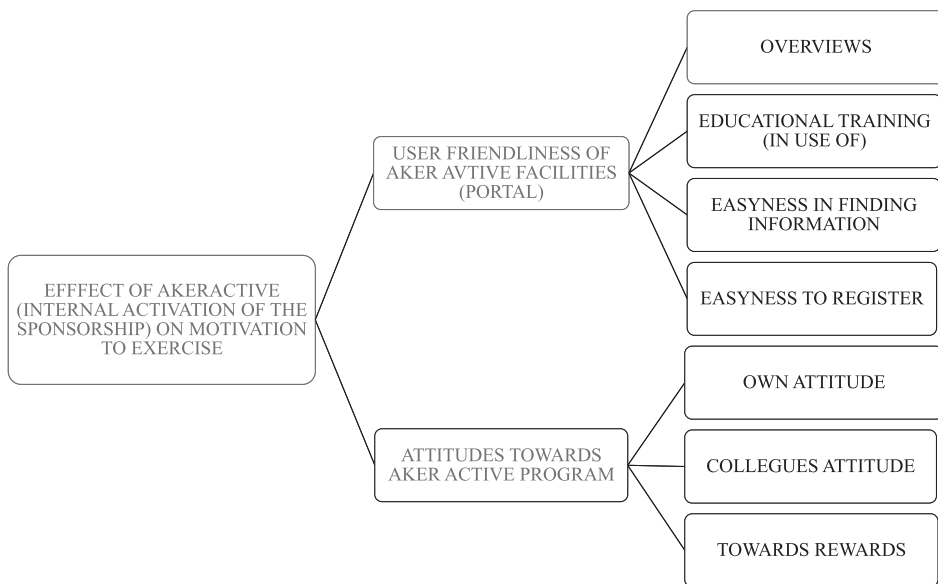 EFFFECT OF AKERACTIVE
(INTERNAL ACTIVATION OF THE
SPONSORSHIP) ON MOTIVATION
TO EXERCISE
USER FRIENDLINESS OF
AKER AVTIVE FACILITIES
(PORTAL)
OVERVIEWS
EDUCATIONAL TRAINING
(IN USE OF)
EASYNESS IN FINDING
INFORMATION
EASYNESS TO REGISTER
ATTITUDES TOWARDS
AKER ACTIVE PROGRAM
OWN ATTITUDE
COLLEGUES ATTITUDE
TOWARDS REWARDS